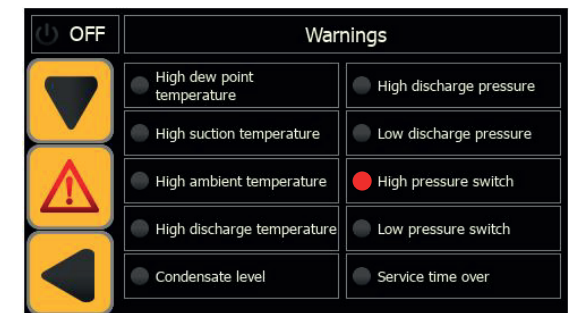 OFF
Warnings
High dew point
temperature
High discharge pressure
High suction temperature
Low discharge pressure
High ambient temperature
High pressure switch
High discharge temperature
Low pressure switch
Condensate level
Service time over